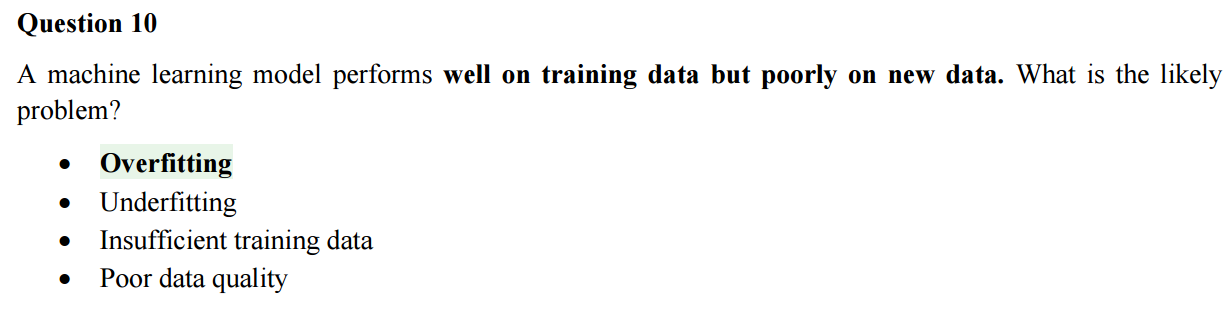 Question 10
A machine learning model performs well on training data but poorly on new data. What is the likely
problem?
• Overfitting
• Underfitting
• Insufficient training data
• Poor data quality